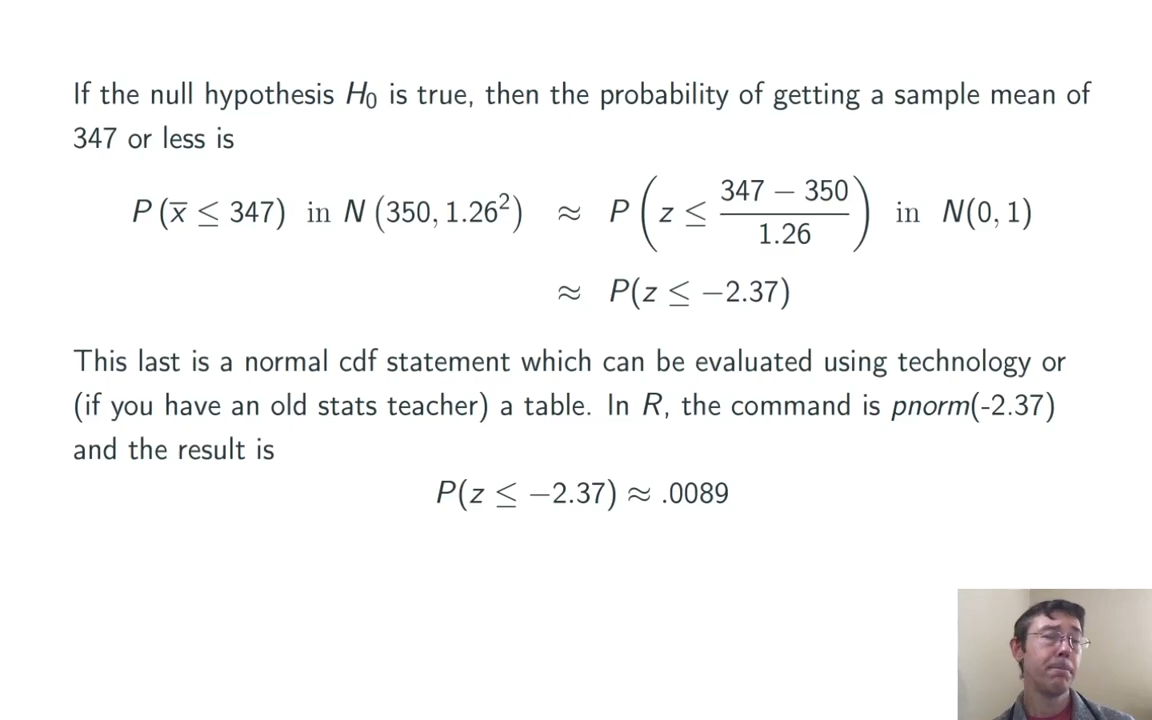 If the null hypothesis H₀ is true, then the probability of getting a sample mean of
347 or less is
P (x̅ ≤ 347) in N (350, 1.26²) ≈ P ( z ≤ (347 − 350)/1.26 ) in N(0, 1)
≈ P(z ≤ −2.37)
This last is a normal cdf statement which can be evaluated using technology or
(if you have an old stats teacher) a table. In R, the command is pnorm(-2.37)
and the result is
P(z ≤ −2.37) ≈ .0089